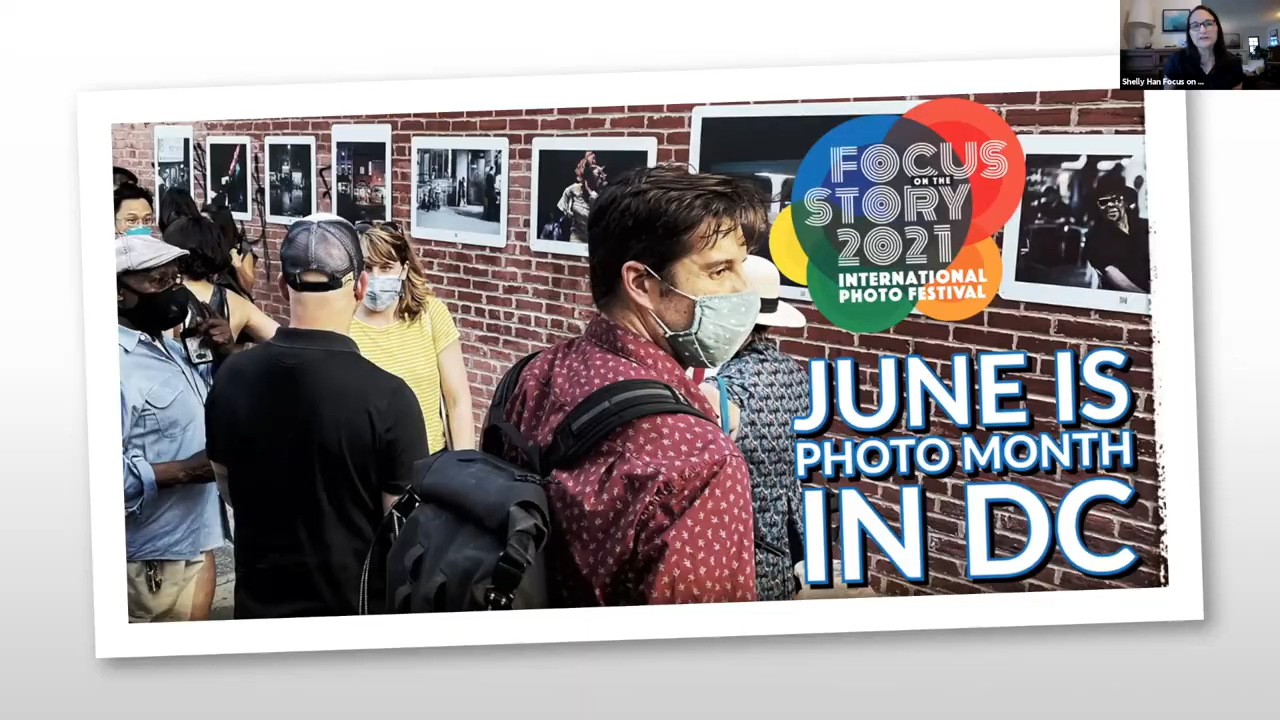 Shelly Han Focus on ...
FOCUS
ON THE
STORY
2021
INTERNATIONAL
PHOTO FESTIVAL
JUNE IS
PHOTO MONTH
IN DC